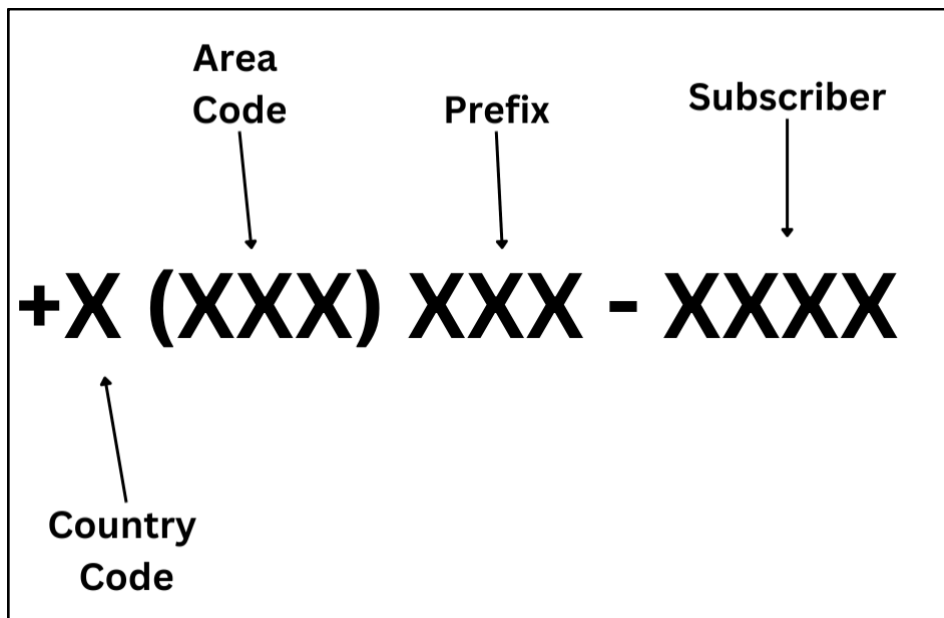 Area
Code
Prefix
Subscriber
+X (XXX) XXX - XXXX
Country
Code